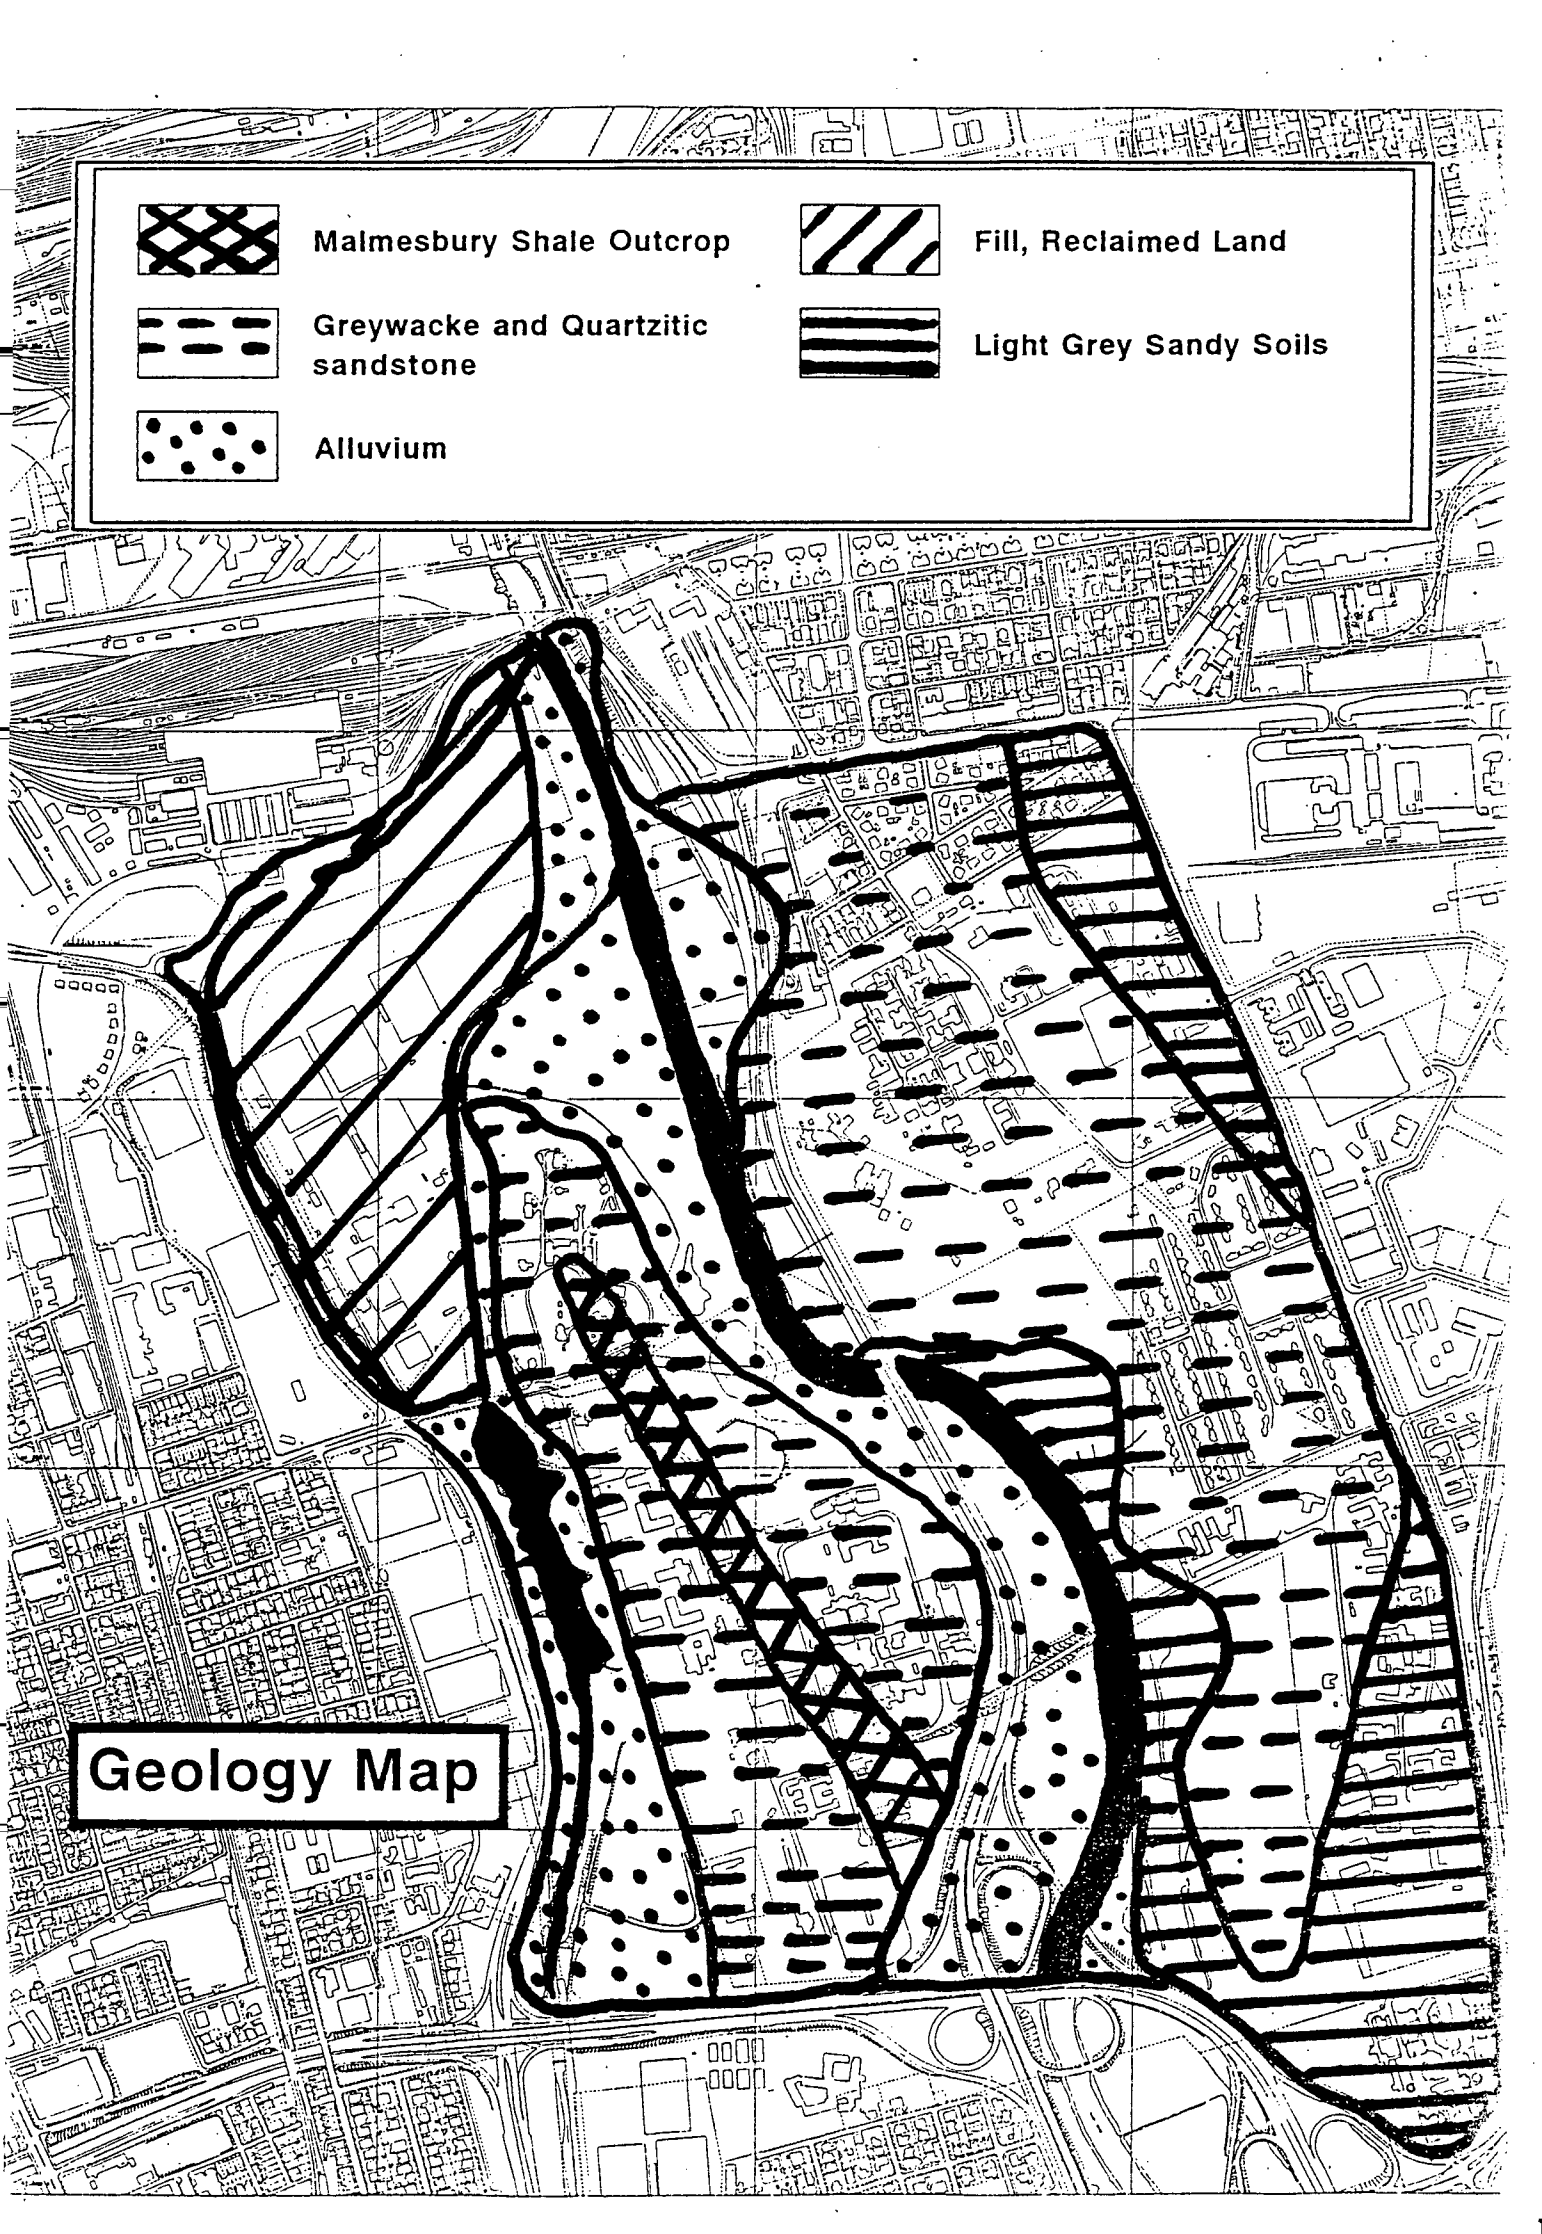 Malmesbury Shale Outcrop
Fill, Reclaimed Land
Greywacke and Quartzitic
sandstone
Light Grey Sandy Soils
Alluvium
Geology Map